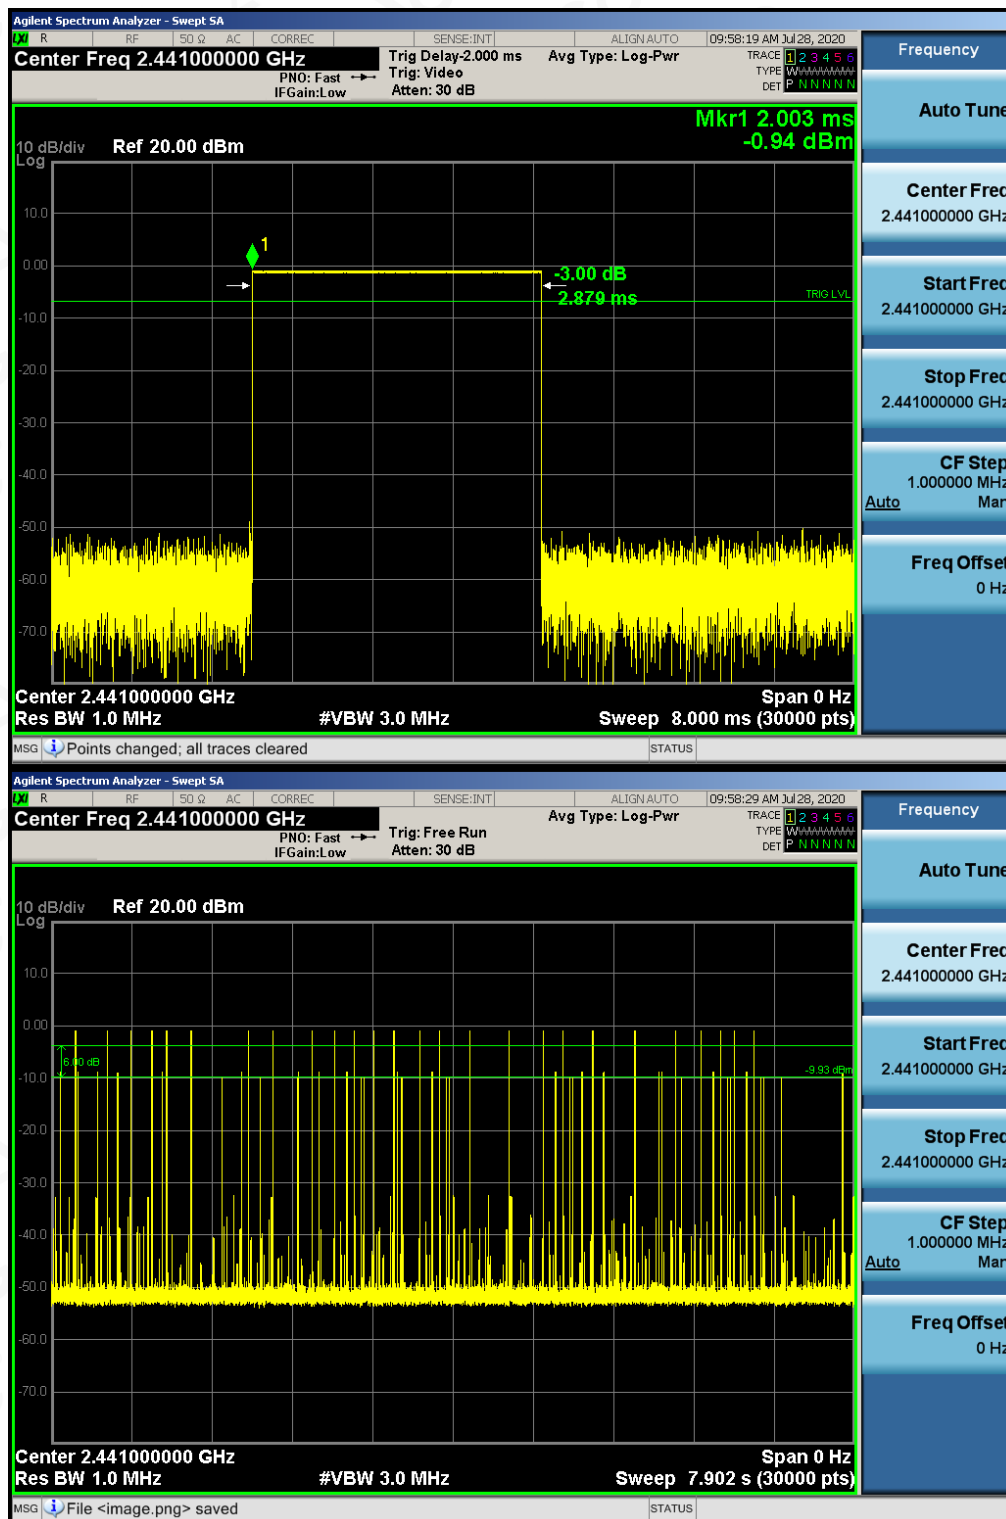 Agilent Spectrum Analyzer - Swept SA
LXI R RF 50 Ω AC CORREC SENSE:INT ALIGN AUTO 09:58:19 AM Jul 28, 2020
Center Freq 2.441000000 GHz
PNO: Fast
IFGain:Low
Trig Delay-2.000 ms
Trig: Video
Atten: 30 dB
Avg Type: Log-Pwr
TRACE 1 2 3 4 5 6
TYPE W
DET P N N N N N
Mkr1 2.003 ms
-0.94 dBm
10 dB/div Ref 20.00 dBm
Log
10.0
1
0.00
-3.00 dB
2.879 ms
TRIG LVL
-10.0
-20.0
-30.0
-40.0
-50.0
-60.0
-70.0
Center 2.441000000 GHz Span 0 Hz
Res BW 1.0 MHz #VBW 3.0 MHz Sweep 8.000 ms (30000 pts)
MSG Points changed; all traces cleared STATUS
Frequency
Auto Tune
Center Freq
2.441000000 GHz
Start Freq
2.441000000 GHz
Stop Freq
2.441000000 GHz
CF Step
1.000000 MHz
Auto Man
Freq Offset
0 Hz
Agilent Spectrum Analyzer - Swept SA
LXI R RF 50 Ω AC CORREC SENSE:INT ALIGN AUTO 09:58:29 AM Jul 28, 2020
Center Freq 2.441000000 GHz
PNO: Fast
IFGain:Low
Trig: Free Run
Atten: 30 dB
Avg Type: Log-Pwr
TRACE 1 2 3 4 5 6
TYPE W
DET P N N N N N
10 dB/div Ref 20.00 dBm
Log
10.0
0.00
6.00 dB
-9.93 dBm
-10.0
-20.0
-30.0
-40.0
-50.0
-60.0
-70.0
Center 2.441000000 GHz Span 0 Hz
Res BW 1.0 MHz #VBW 3.0 MHz Sweep 7.902 s (30000 pts)
MSG File <image.png> saved STATUS
Frequency
Auto Tune
Center Freq
2.441000000 GHz
Start Freq
2.441000000 GHz
Stop Freq
2.441000000 GHz
CF Step
1.000000 MHz
Auto Man
Freq Offset
0 Hz